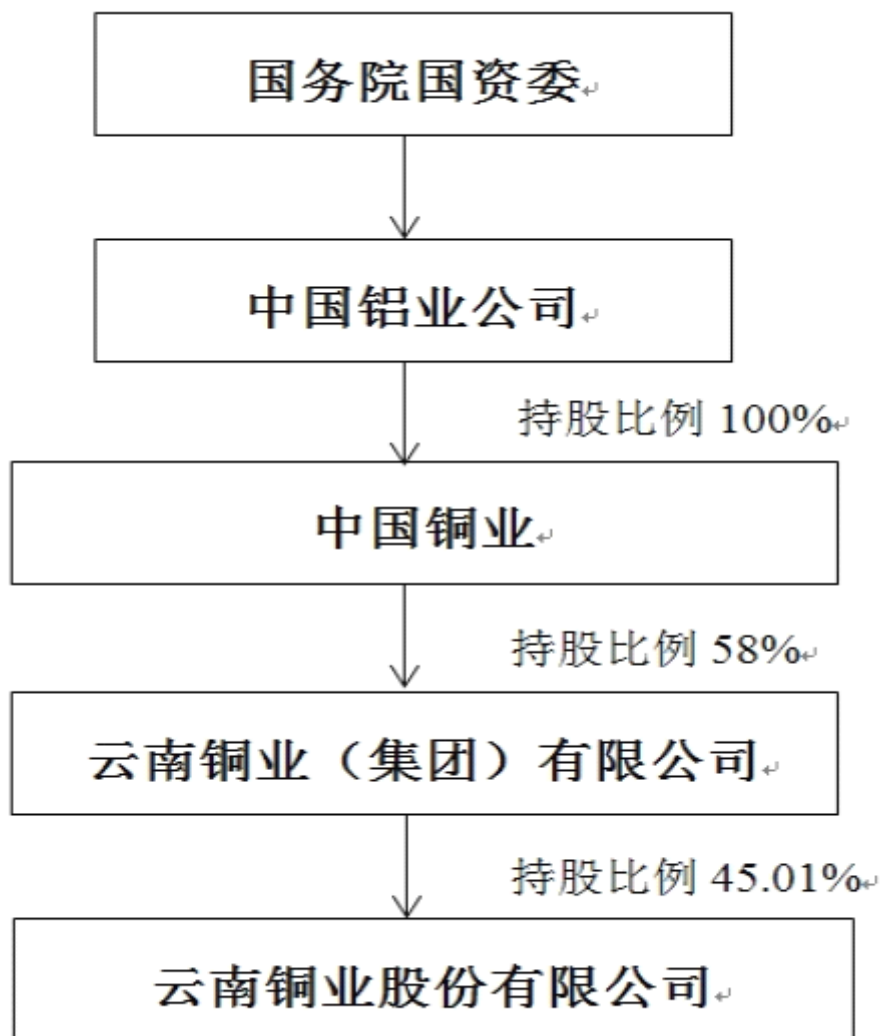 国务院国资委
中国铝业公司
持股比例 100%
中国铜业
持股比例 58%
云南铜业（集团）有限公司
持股比例 45.01%
云南铜业股份有限公司